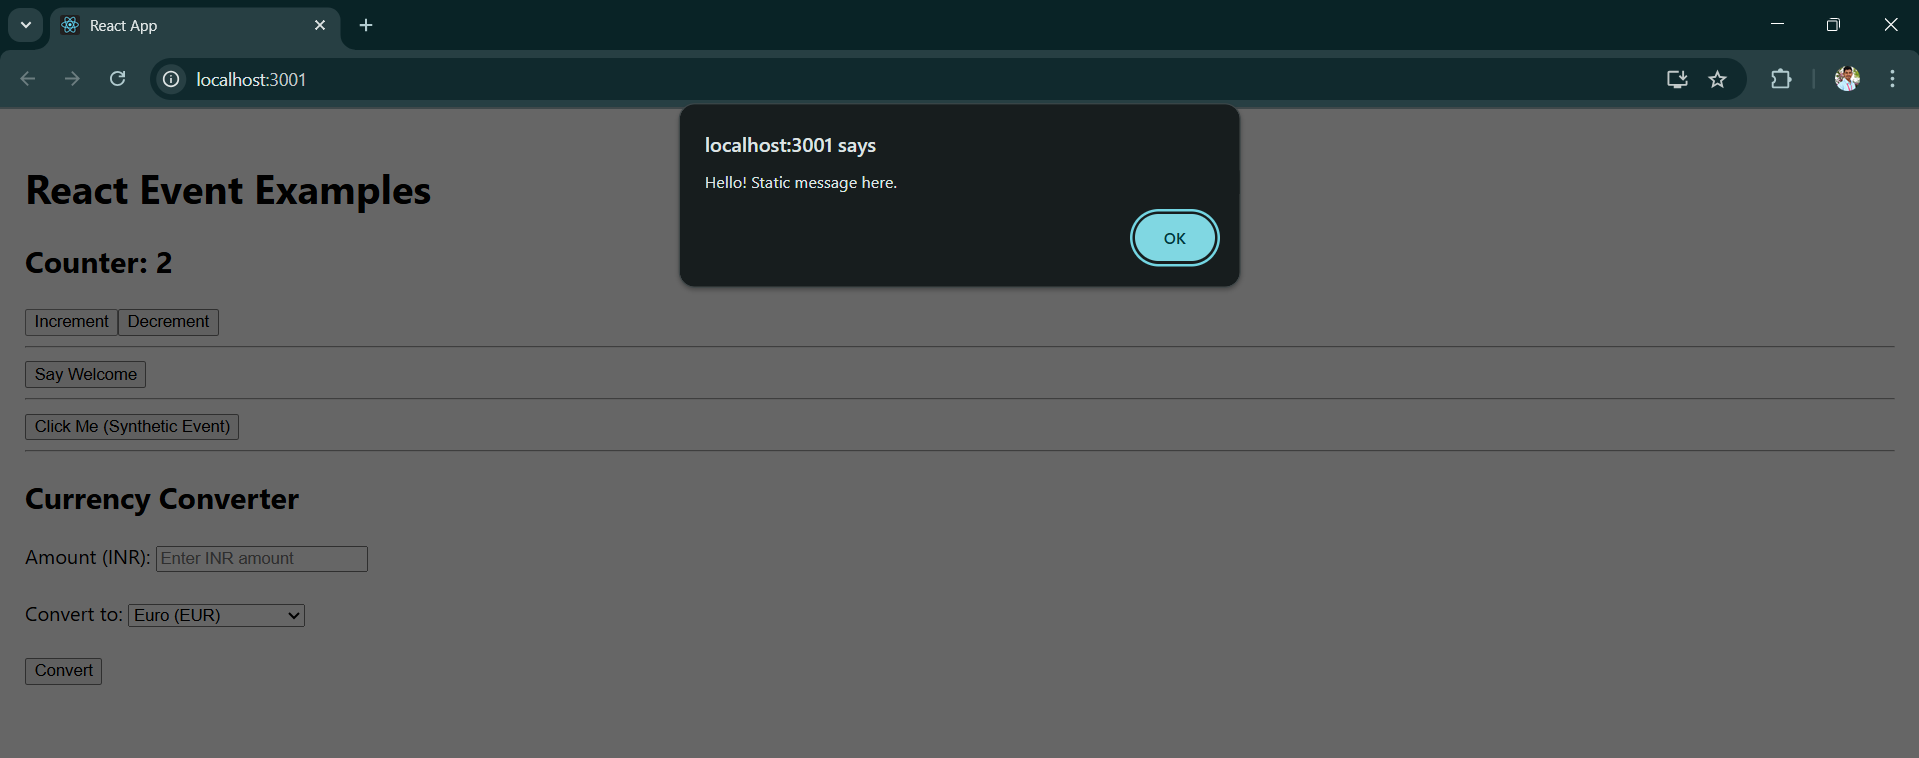 React App
localhost:3001
localhost:3001 says
Hello! Static message here.
OK
React Event Examples
Counter: 2
Increment Decrement
Say Welcome
Click Me (Synthetic Event)
Currency Converter
Amount (INR): Enter INR amount
Convert to: Euro (EUR)
Convert